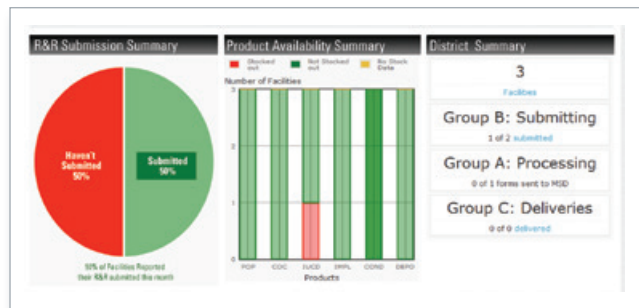 R&R Submission Summary
Haven't
Submitted
50%
Submitted
50%
50% of Facilities Reported
their R&R submitted this month
Product Availability Summary
Stocked
out
Not Stocked
out
No Stock
Data
Number of Facilities
3
2
1
0
POP COC IUCD IMPL COND DEPO
Products
District Summary
3
Facilities
Group B: Submitting
1 of 2 submitted
Group A: Processing
0 of 1 forms sent to MSD
Group C: Deliveries
0 of 0 delivered